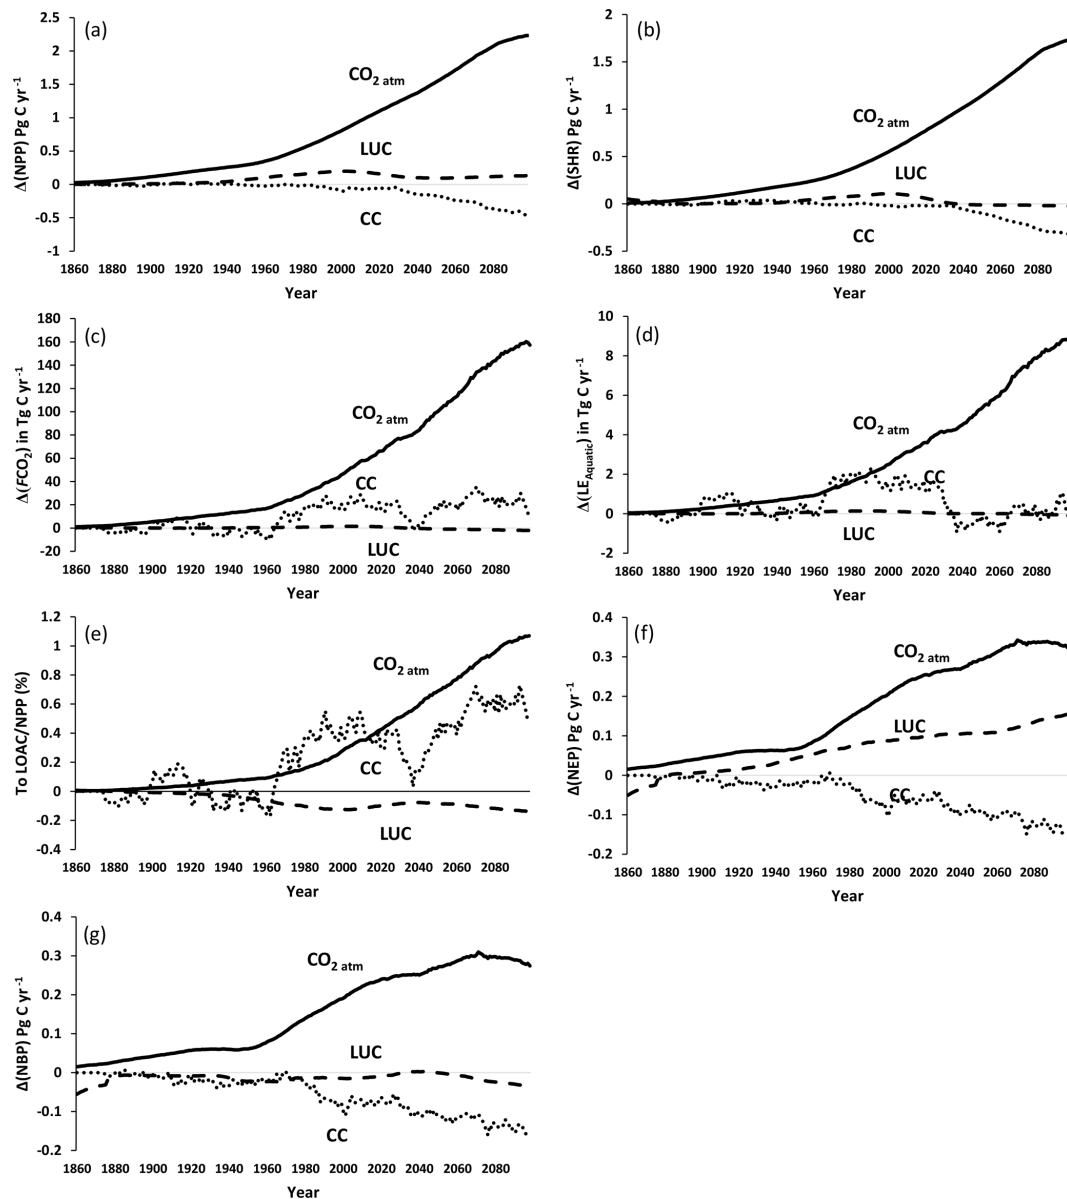 (a)
Δ(NPP) Pg C yr⁻¹
2.5
2
1.5
1
0.5
0
-0.5
-1
CO₂ atm
LUC
CC
1860 1880 1900 1920 1940 1960 1980 2000 2020 2040 2060 2080
Year
(b)
Δ(SHR) Pg C yr⁻¹
2
1.5
1
0.5
0
-0.5
CO₂ atm
LUC
CC
1860 1880 1900 1920 1940 1960 1980 2000 2020 2040 2060 2080
Year
(c)
Δ(FCO₂) in Tg C yr⁻¹
180
160
140
120
100
80
60
40
20
0
-20
CO₂ atm
CC
LUC
1860 1880 1900 1920 1940 1960 1980 2000 2020 2040 2060 2080
Year
(d)
Δ(LE_Aquatic) in Tg C yr⁻¹
10
8
6
4
2
0
-2
CO₂ atm
CC
LUC
1860 1880 1900 1920 1940 1960 1980 2000 2020 2040 2060 2080
Year
(e)
To LOAC/NPP (%)
1.2
1
0.8
0.6
0.4
0.2
0
-0.2
-0.4
CO₂ atm
CC
LUC
1860 1880 1900 1920 1940 1960 1980 2000 2020 2040 2060 2080
Year
(f)
Δ(NEP) Pg C yr⁻¹
0.4
0.3
0.2
0.1
0
-0.1
-0.2
CO₂ atm
LUC
CC
1860 1880 1900 1920 1940 1960 1980 2000 2020 2040 2060 2080
Year
(g)
Δ(NBP) Pg C yr⁻¹
0.4
0.3
0.2
0.1
0
-0.1
-0.2
CO₂ atm
LUC
CC
1860 1880 1900 1920 1940 1960 1980 2000 2020 2040 2060 2080
Year